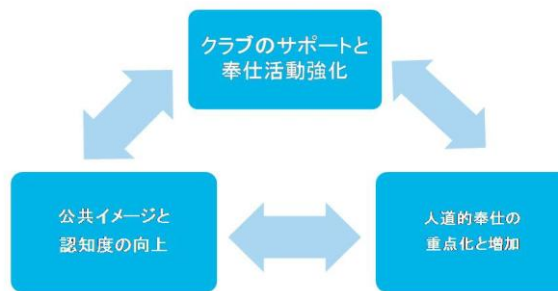 クラブのサポートと
奉仕活動強化
公共イメージと
認知度の向上
人道的奉仕の
重点化と増加